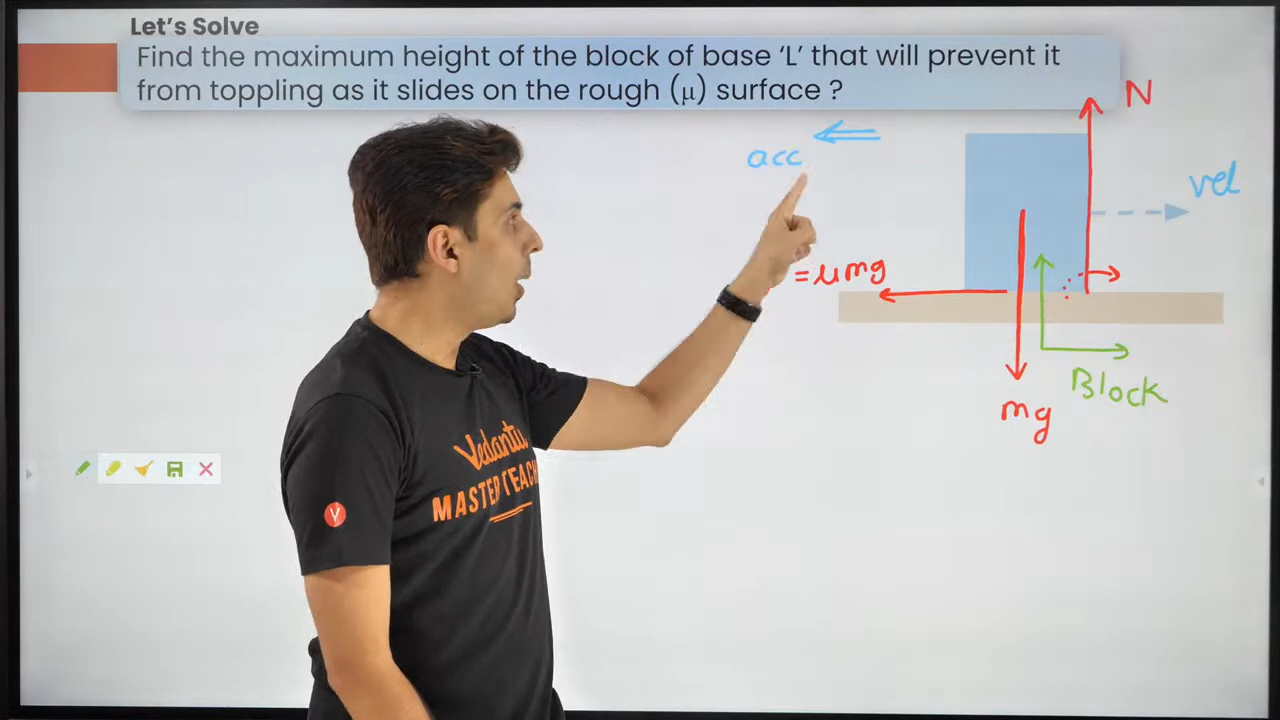 Let's Solve
Find the maximum height of the block of base 'L' that will prevent it
from toppling as it slides on the rough (μ) surface ?
N
acc
vel
=μmg
Block
mg
Vedantu
MASTER TEACH
V